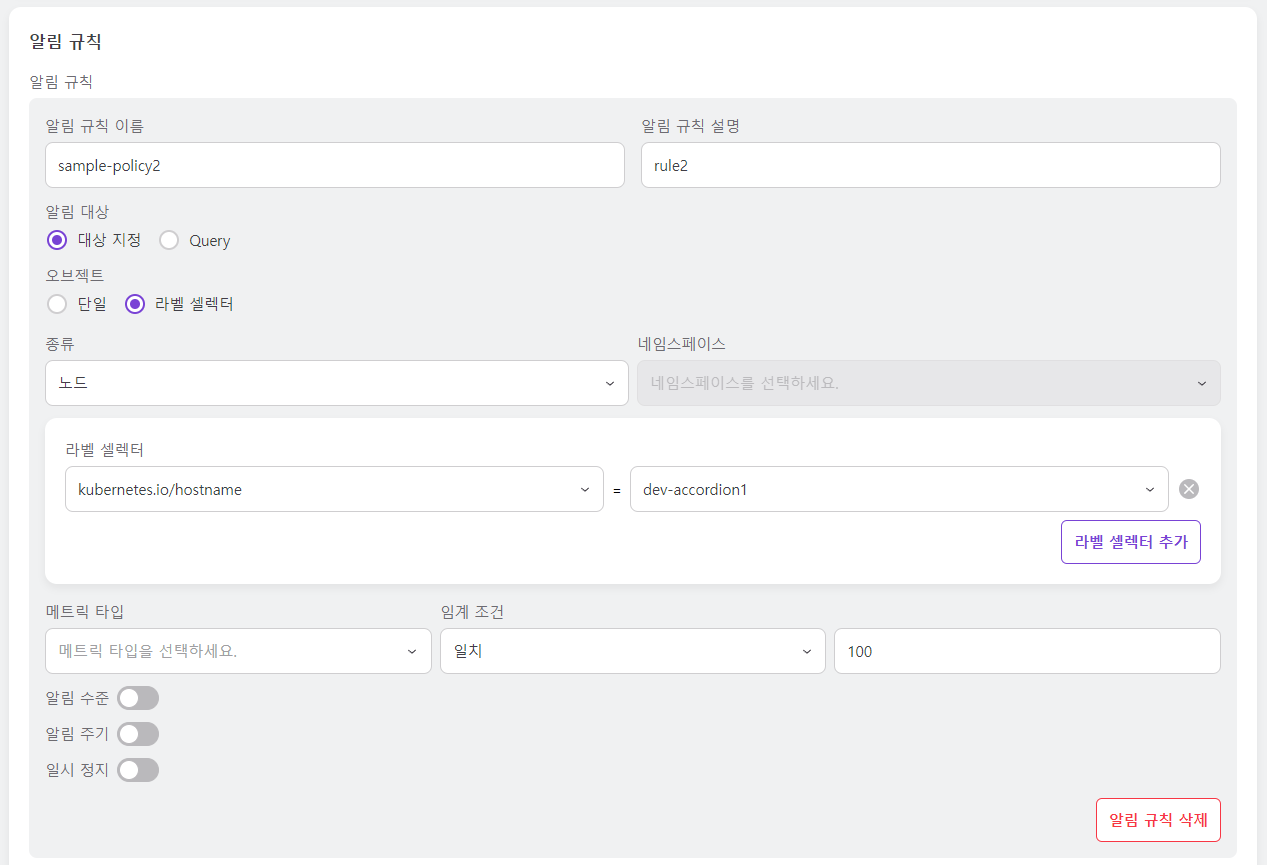 알림 규칙
알림 규칙
알림 규칙 이름 알림 규칙 설명
sample-policy2 rule2
알림 대상
대상 지정 Query
오브젝트
단일 라벨 셀렉터
종류 네임스페이스
노드 네임스페이스를 선택하세요.
라벨 셀렉터
kubernetes.io/hostname = dev-accordion1
라벨 셀렉터 추가
메트릭 타입 임계 조건
메트릭 타입을 선택하세요. 일치 100
알림 수준
알림 주기
일시 정지
알림 규칙 삭제